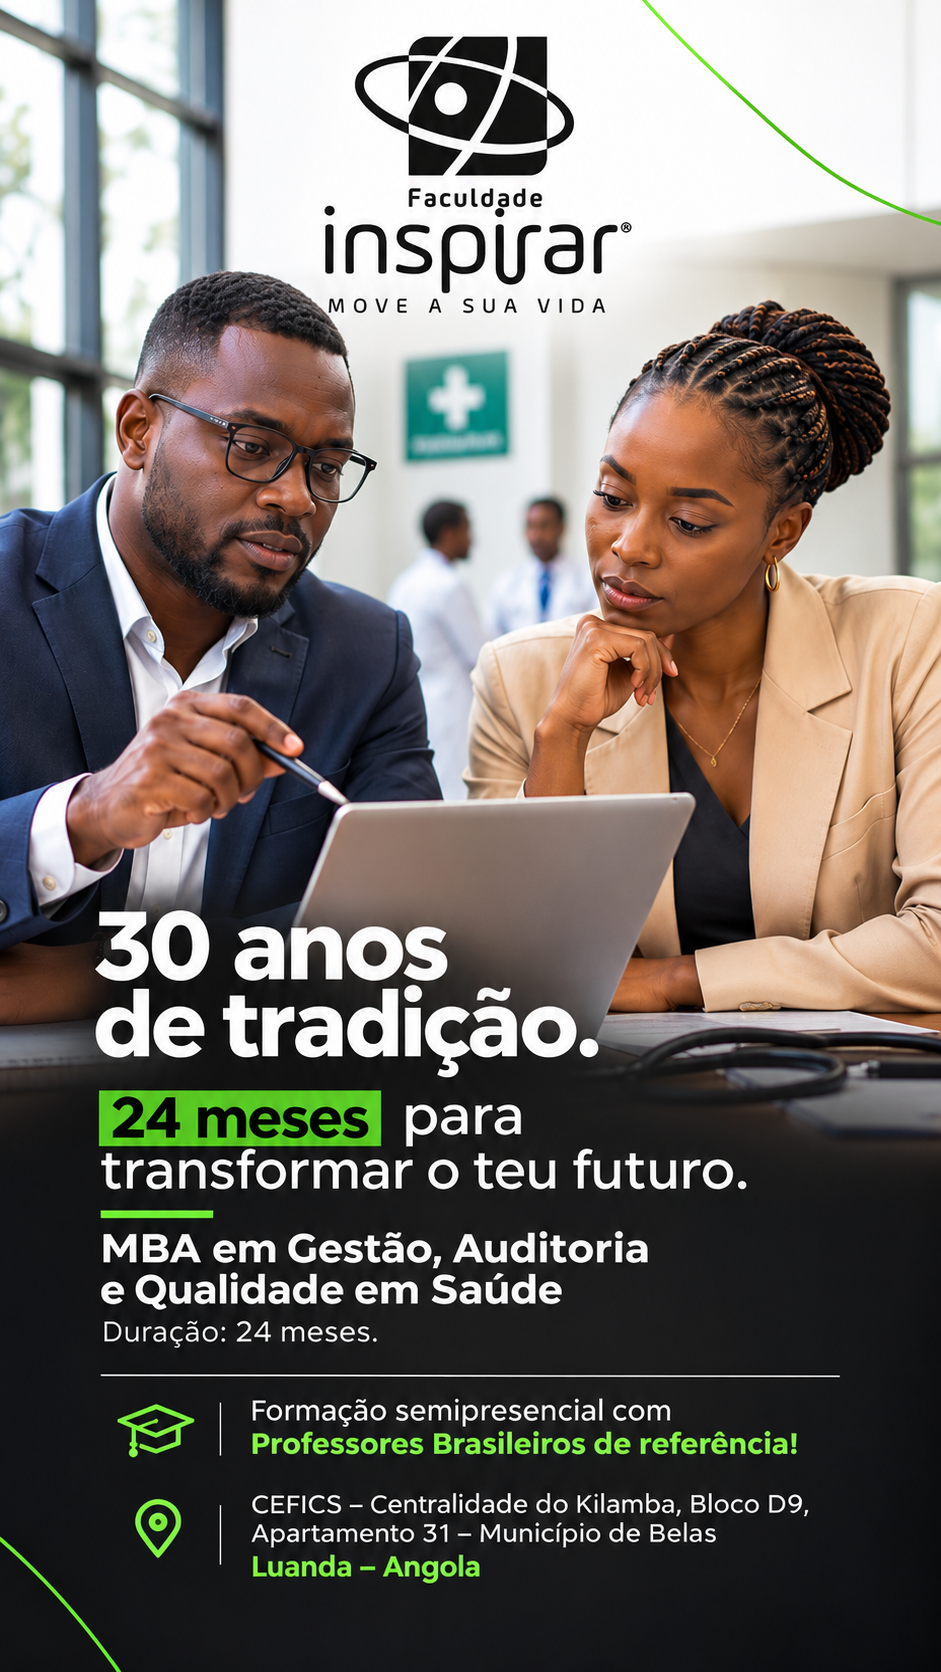 Faculdade
inspirar®
MOVE A SUA VIDA
30 anos
de tradição.
24 meses para
transformar o teu futuro.
MBA em Gestão, Auditoria
e Qualidade em Saúde
Duração: 24 meses.
Formação semipresencial com
Professores Brasileiros de referência!
CEFICS – Centralidade do Kilamba, Bloco D9,
Apartamento 31 – Município de Belas
Luanda – Angola